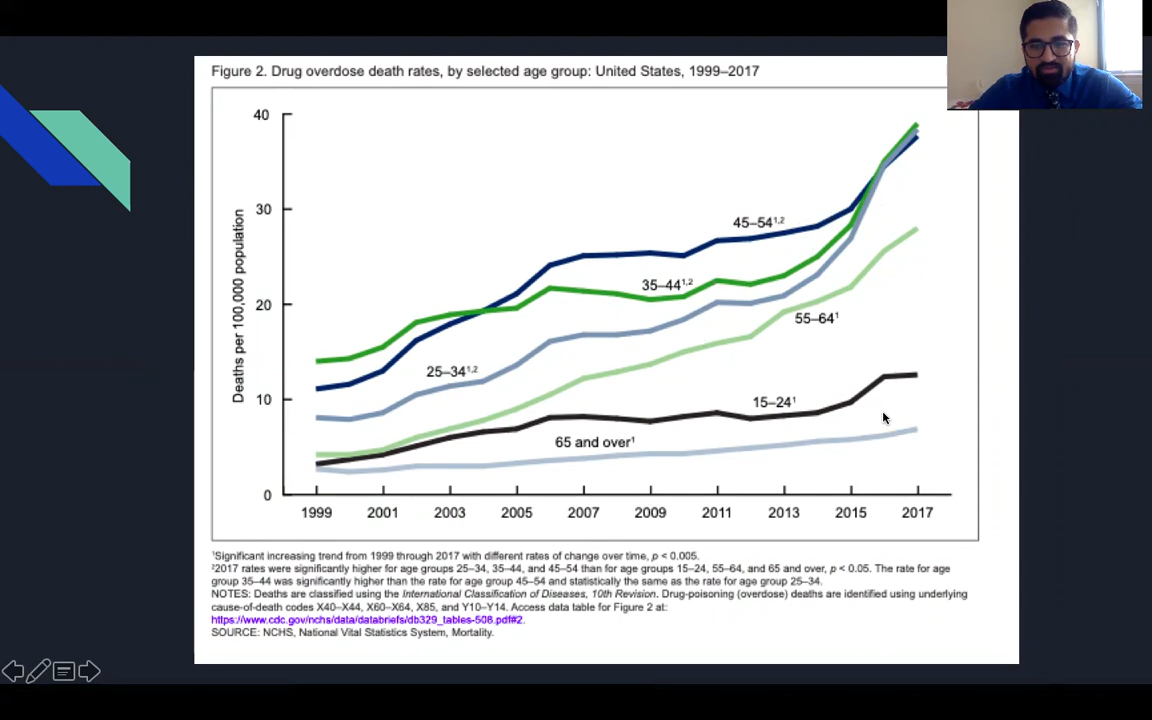 Figure 2. Drug overdose death rates, by selected age group: United States, 1999–2017
40
30
20
10
0
Deaths per 100,000 population
45–54¹,²
35–44¹,²
55–64¹
25–34¹,²
15–24¹
65 and over¹
1999 2001 2003 2005 2007 2009 2011 2013 2015 2017
¹Significant increasing trend from 1999 through 2017 with different rates of change over time, p < 0.005.
²2017 rates were significantly higher for age groups 25–34, 35–44, and 45–54 than for age groups 15–24, 55–64, and 65 and over, p < 0.05. The rate for age
group 35–44 was significantly higher than the rate for age group 45–54 and statistically the same as the rate for age group 25–34.
NOTES: Deaths are classified using the International Classification of Diseases, 10th Revision. Drug-poisoning (overdose) deaths are identified using underlying
cause-of-death codes X40–X44, X60–X64, X85, and Y10–Y14. Access data table for Figure 2 at:
https://www.cdc.gov/nchs/data/databriefs/db329_tables-508.pdf#2.
SOURCE: NCHS, National Vital Statistics System, Mortality.